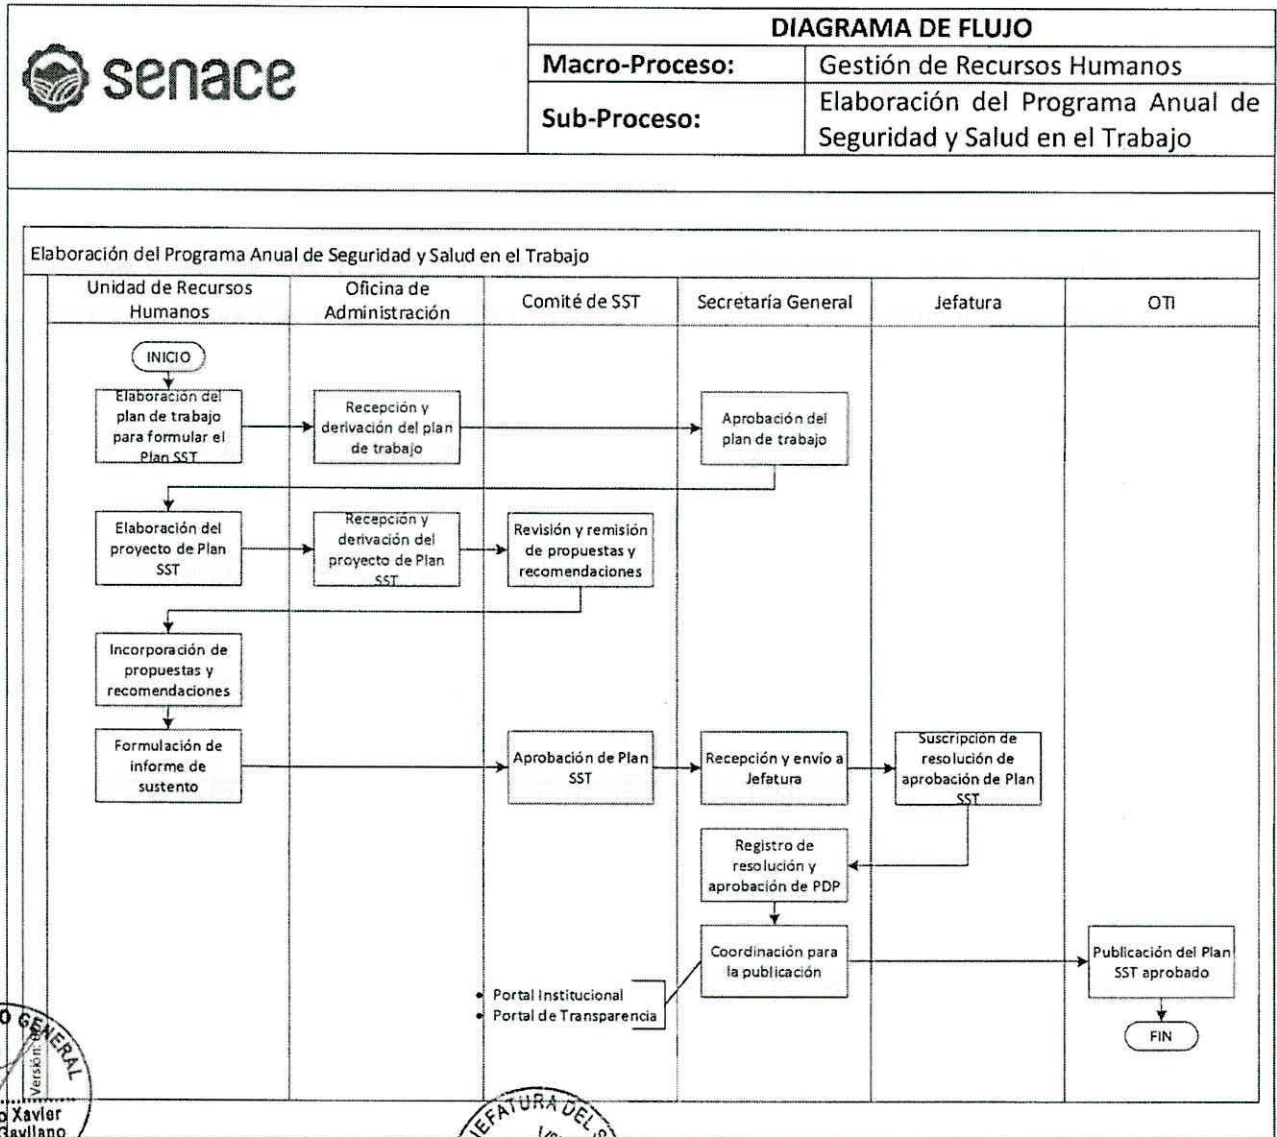 senace
DIAGRAMA DE FLUJO
Macro-Proceso:
Gestión de Recursos Humanos
Sub-Proceso:
Elaboración del Programa Anual de
Seguridad y Salud en el Trabajo
Elaboración del Programa Anual de Seguridad y Salud en el Trabajo
Unidad de Recursos
Humanos
Oficina de
Administración
Comité de SST
Secretaría General
Jefatura
OTI
INICIO
Elaboración del
plan de trabajo
para formular el
Plan SST
Recepción y
derivación del plan
de trabajo
Aprobación del
plan de trabajo
Elaboración del
proyecto de Plan
SST
Recepción y
derivación del
proyecto de Plan
SST
Revisión y remisión
de propuestas y
recomendaciones
Incorporación de
propuestas y
recomendaciones
Formulación de
informe de
sustento
Aprobación de Plan
SST
Recepción y envío a
Jefatura
Suscripción de
resolución de
aprobación de Plan
SST
Registro de
resolución y
aprobación de PDP
Coordinación para
la publicación
• Portal Institucional
• Portal de Transparencia
Publicación del Plan
SST aprobado
FIN
Versión:
GENERAL
Xavier
Gavilano
JEFATURA DEL